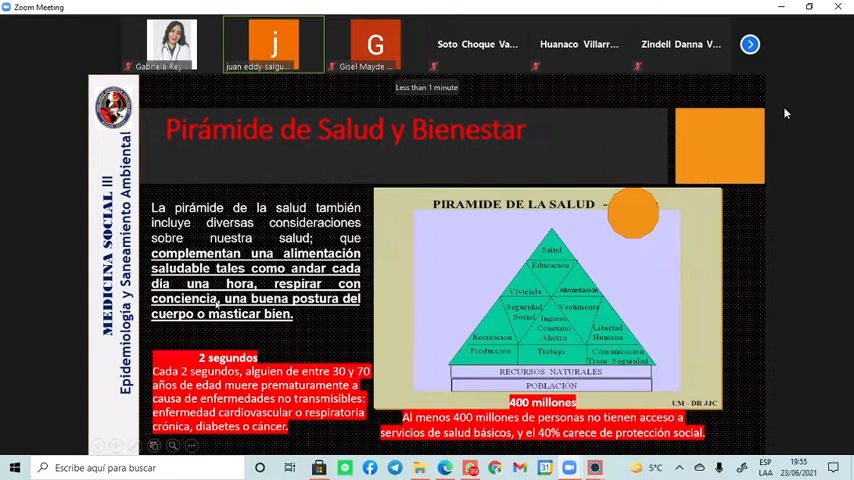 Zoom Meeting
Gabriela Rey...
juan eddy salgu...
Gisel Mayde ...
Soto Choque Va...
Huanaco Villarr...
Zindell Danna V...
j
G
Less than 1 minute
MEDICINA SOCIAL III
Epidemiología y Saneamiento Ambiental
Pirámide de Salud y Bienestar
La pirámide de la salud también
incluye diversas consideraciones
sobre nuestra salud; que
complementan una alimentación
saludable tales como andar cada
día una hora, respirar con
conciencia, una buena postura del
cuerpo o masticar bien.
2 segundos
Cada 2 segundos, alguien de entre 30 y 70
años de edad muere prematuramente a
causa de enfermedades no transmisibles:
enfermedad cardiovascular o respiratoria
crónica, diabetes o cáncer.
PIRAMIDE DE LA SALUD -
Salud
Educacion
Vivienda
Alimentación
Seguridad
Social
Vestimenta
Ingreso
Consumo
Ahorro
Libertad
Humana
Recreacion
Producción
Trabajo
Comunicación
Trans Seguridad
RECURSOS NATURALES
POBLACIÓN
UM - DR JJC
400 millones
Al menos 400 millones de personas no tienen acceso a
servicios de salud básicos, y el 40% carece de protección social.
Escribe aquí para buscar
99
31
5°C
ESP
LAA
19:55
23/06/2021